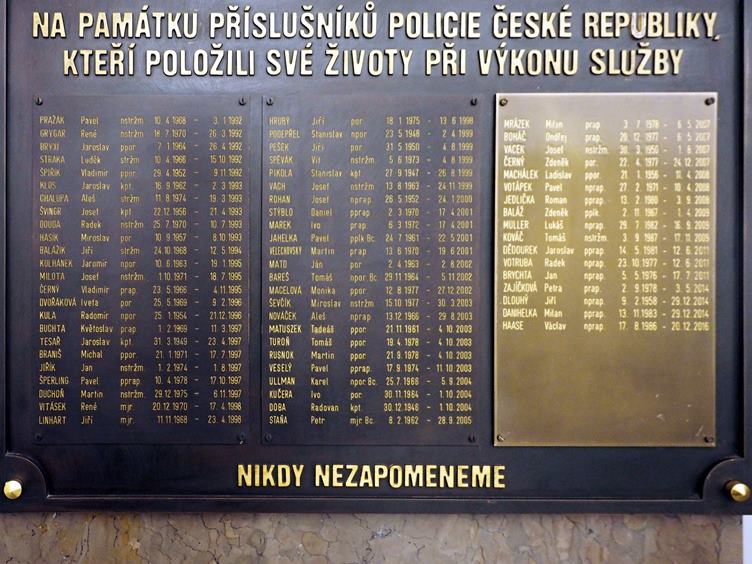 NA PAMÁTKU PŘÍSLUŠNÍKŮ POLICIE ČESKÉ REPUBLIKY,
KTEŘÍ POLOŽILI SVÉ ŽIVOTY PŘI VÝKONU SLUŽBY
PRAŽÁK Pavel nstržm. 10. 4. 1968 - 3. 1. 1992
GRYGAR René nstržm. 18. 7. 1970 - 26. 3. 1992
BRYXÍ Jaroslav ppor. 7. 1. 1964 - 26. 4. 1992
STRAKA Luděk stržm. 10. 4. 1966 - 15. 10. 1992
ŠPIŘÍK Vladimír ppor. 29. 4. 1952 - 9. 11. 1992
KLOS Jaroslav kpt. 16. 9. 1962 - 2. 3. 1993
CHALUPA Aleš stržm. 11. 8. 1974 - 19. 3. 1993
ŠVINGR Josef kpt. 22. 12. 1956 - 21. 4. 1993
DOUDA Radek nstržm. 25. 7. 1970 - 10. 7. 1993
HASÍK Miroslav por. 10. 9. 1957 - 8. 10. 1993
BALÁŽIK Jiří stržm. 24. 10. 1968 - 12. 5. 1994
KULHÁNEK Jaromír npor. 10. 6. 1963 - 19. 1. 1995
MILOTA Josef nstržm. 1. 10. 1971 - 18. 7. 1995
ČERNÝ Vladimír prap. 23. 5. 1966 - 4. 11. 1995
DVOŘÁKOVÁ Iveta por. 25. 5. 1969 - 9. 2. 1996
KULA Radomír npor. 25. 1. 1954 - 21. 12. 1996
BUCHTA Květoslav prap. 1. 2. 1969 - 11. 3. 1997
TESAŘ Jaroslav kpt. 31. 3. 1949 - 23. 4. 1997
BRANIŠ Michal ppor. 21. 1. 1971 - 17. 7. 1997
JIŘÍK Jan nstržm. 1. 2. 1974 - 1. 8. 1997
ŠPERLING Pavel pprap. 10. 4. 1978 - 17. 10. 1997
DUCHOŇ Martin nstržm. 29. 12. 1975 - 6. 11. 1997
VITÁSEK René mjr. 20. 12. 1970 - 17. 4. 1998
LINHART Jiří mjr. 11. 11. 1968 - 23. 4. 1998
HRUBÝ Jiří por. 18. 1. 1975 - 13. 6. 1998
PODEPŘEL Stanislav npor. 23. 5. 1948 - 2. 4. 1999
PEŠEK Jiří por. 31. 5. 1950 - 4. 8. 1999
SPĚVÁK Vít nstržm. 5. 6. 1973 - 4. 8. 1999
PIKOLA Stanislav kpt. 27. 9. 1947 - 26. 8. 1999
VACH Josef nstržm. 13. 8. 1963 - 24. 11. 1999
ROHAN Josef nprap. 26. 5. 1952 - 24. 1. 2000
STÝBLO Daniel pprap. 2. 3. 1970 - 17. 4. 2001
MAREK Ivo prap. 6. 3. 1972 - 17. 4. 2001
JAHELKA Pavel pplk. Bc. 24. 7. 1961 - 22. 5. 2001
VELECHOVSKÝ Martin prap. 13. 6. 1970 - 19. 6. 2001
MATO Ján por. 2. 4. 1963 - 2. 8. 2002
BAREŠ Tomáš npor. Bc. 29. 11. 1964 - 5. 11. 2002
MACELOVÁ Monika ppor. 12. 8. 1977 - 27. 12. 2002
ŠEVČÍK Miroslav nstržm. 15. 10. 1977 - 30. 3. 2003
NOVÁČEK Aleš nprap. 13. 12. 1966 - 29. 8. 2003
MATUSZEK Tadeáš ppor. 21. 11. 1961 - 4. 10. 2003
TUROŇ Tomáš ppor. 19. 4. 1978 - 4. 10. 2003
RUSNOK Martin ppor. 21. 9. 1978 - 4. 10. 2003
VESELÝ Pavel pprap. 17. 9. 1974 - 11. 10. 2003
ULLMAN Karel npor. Bc. 25. 7. 1966 - 5. 9. 2004
KUČERA Ivo por. 30. 11. 1964 - 1. 10. 2004
DOBA Radovan kpt. 30. 12. 1946 - 1. 10. 2004
STAŇA Petr mjr. Bc. 8. 2. 1962 - 28. 9. 2005
MRÁZEK Milan prap. 3. 7. 1978 - 6. 5. 2007
BOHÁČ Ondřej prap. 20. 12. 1977 - 6. 5. 2007
VACEK Josef nstržm. 30. 3. 1950 - 1. 6. 2007
ČERNÝ Zdeněk por. 22. 4. 1977 - 24. 12. 2007
MACHÁLEK Ladislav ppor. 21. 1. 1956 - 11. 4. 2008
VOTÁPEK Pavel nprap. 27. 2. 1971 - 10. 4. 2008
JEDLIČKA Roman pprap. 13. 2. 1980 - 3. 9. 2008
BALÁŽ Zdeněk pplk. 2. 11. 1967 - 1. 4. 2009
MÜLLER Lukáš nprap. 29. 7. 1982 - 16. 9. 2009
KOVÁČ Tomáš nstržm. 3. 9. 1987 - 17. 11. 2009
DĚDOUREK Jaroslav pprap. 14. 5. 1981 - 12. 6. 2011
VOTRUBA Radek nprap. 23. 10. 1977 - 12. 6. 2011
BRYCHTA Jan nprap. 5. 5. 1976 - 17. 7. 2011
ZAJÍČKOVÁ Petra prap. 2. 9. 1978 - 3. 5. 2014
DLOUHÝ Jiří nprap. 9. 2. 1958 - 29. 12. 2014
DANIHELKA Milan pprap. 13. 11. 1983 - 29. 12. 2014
HAASE Václav nprap. 17. 8. 1986 - 20. 12. 2016
NIKDY NEZAPOMENEME